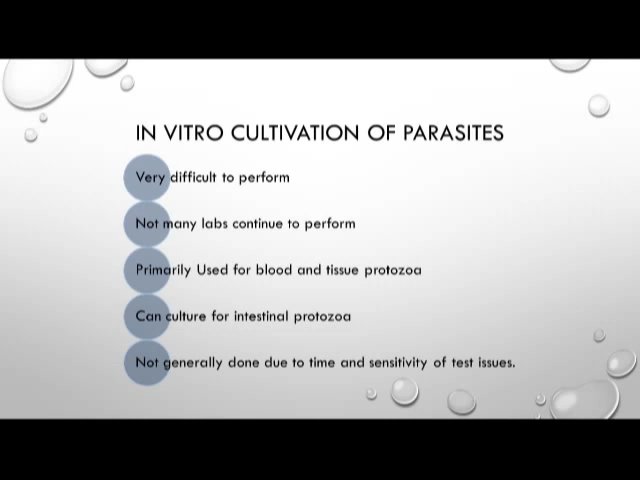 IN VITRO CULTIVATION OF PARASITES
Very difficult to perform
Not many labs continue to perform
Primarily Used for blood and tissue protozoa
Can culture for intestinal protozoa
Not generally done due to time and sensitivity of test issues.